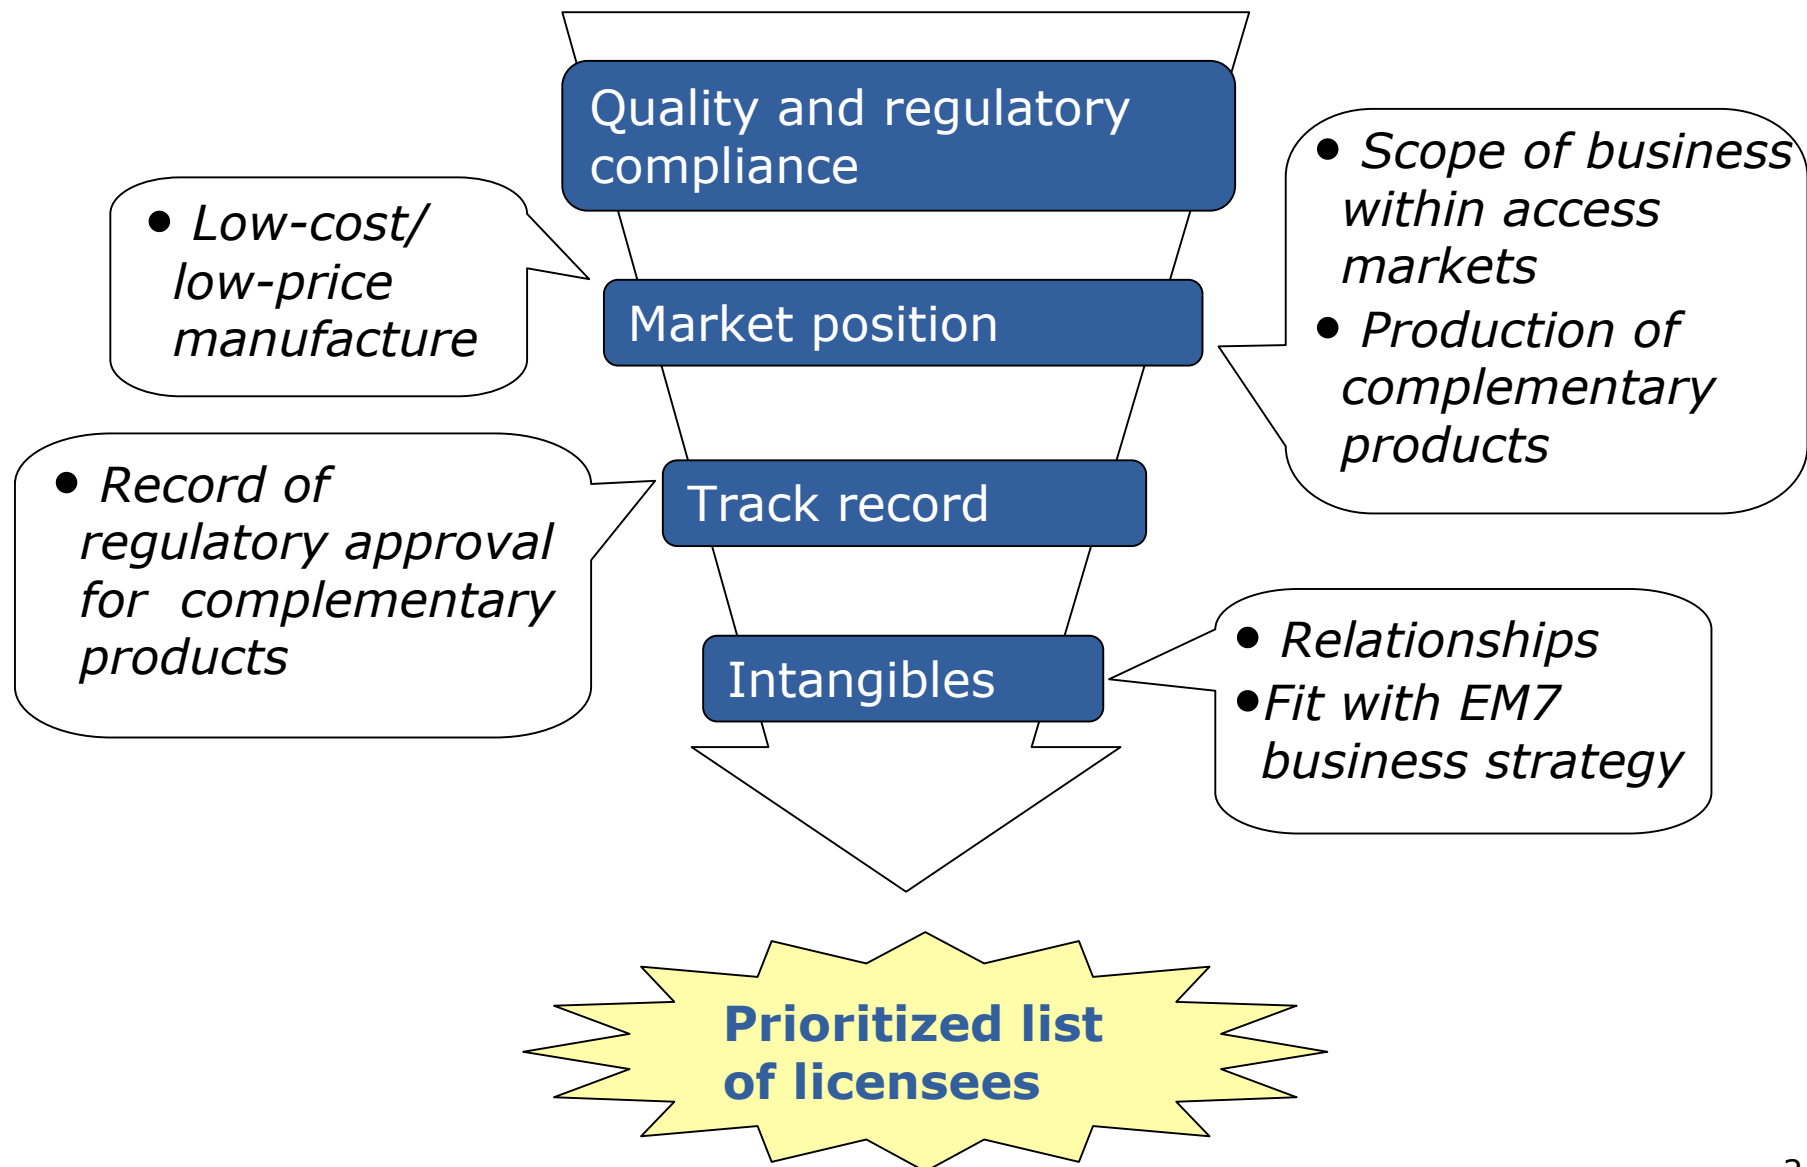 Quality and regulatory
compliance
• Low-cost/
low-price
manufacture
• Scope of business
within access
markets
• Production of
complementary
products
Market position
• Record of
regulatory approval
for complementary
products
Track record
Intangibles
• Relationships
•Fit with EM7
business strategy
Prioritized list
of licensees